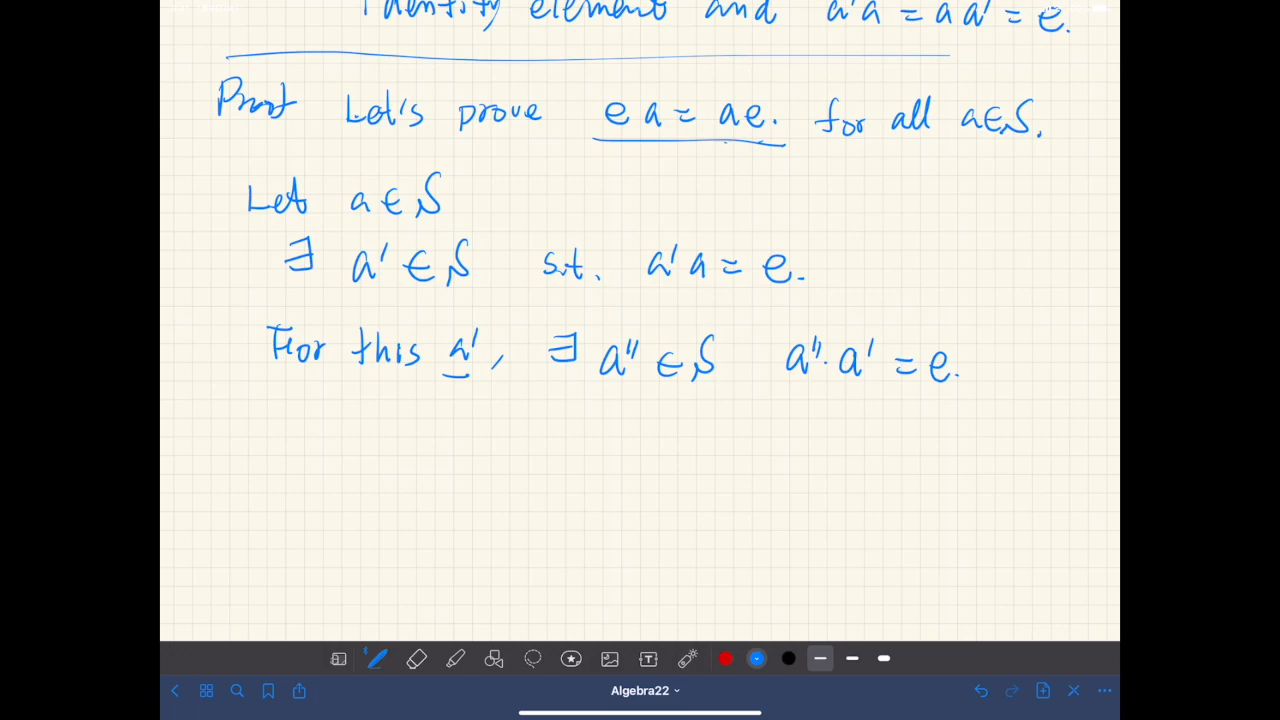 Identity element and a'a = aa' = e.
Proof Let's prove ea = ae. for all a∈S.
Let a∈S
∃ a' ∈ S s.t. a'a = e.
For this a', ∃ a'' ∈ S a''·a' = e.
Algebra22